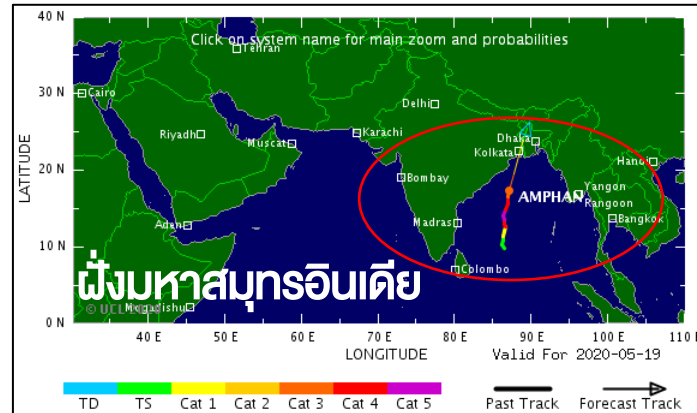 40 N
Click on system name for main zoom and probabilities
Tehran
Cairo
30 N
Delhi
Riyadh
Muscat
Karachi
Dhaka
Kolkata
Hanoi
20 N
Bombay
AMPHAN
Yangon
Rangoon
Aden
Madras
Bangkok
10 N
Colombo
ฝั่งมหาสมุทรอินเดีย
© UCL
Mogadishu
0 N
LATITUDE
40 E 50 E 60 E 70 E 80 E 90 E 100 E 110 E
LONGITUDE
Valid For 2020-05-19
TD TS Cat 1 Cat 2 Cat 3 Cat 4 Cat 5 Past Track Forecast Track